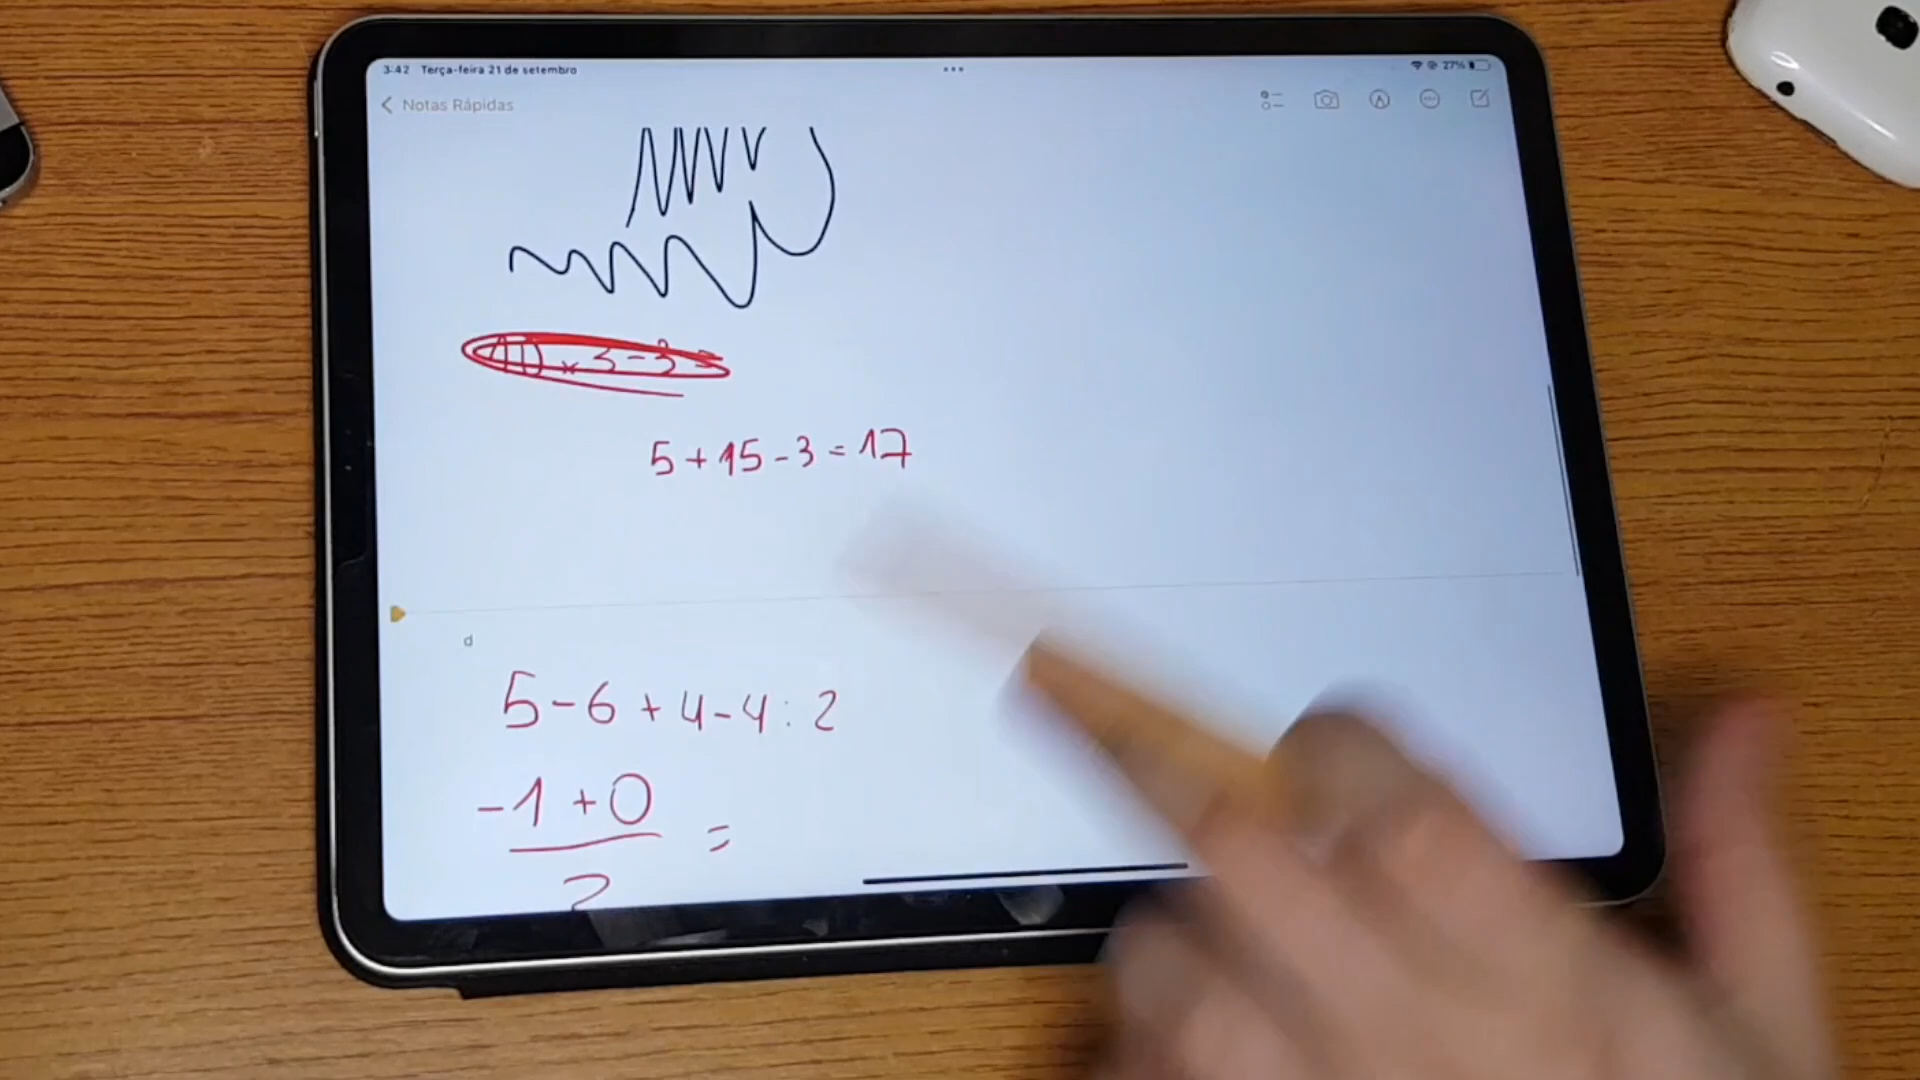 3:42 Terça-feira 21 de setembro
27%
Notas Rápidas
5+15-3=17
d
5-6+4-4:2
-1+0
=
2